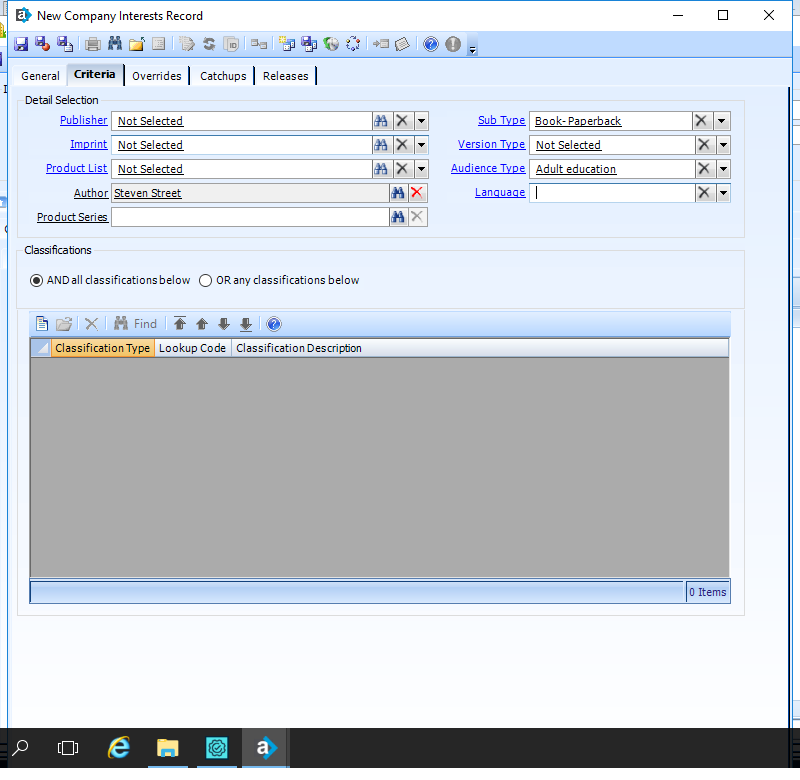 New Company Interests Record
General Criteria Overrides Catchups Releases
Detail Selection
Publisher Not Selected Sub Type Book- Paperback
Imprint Not Selected Version Type Not Selected
Product List Not Selected Audience Type Adult education
Author Steven Street Language
Product Series
Classifications
AND all classifications below OR any classifications below
Find
Classification Type Lookup Code Classification Description
0 Items